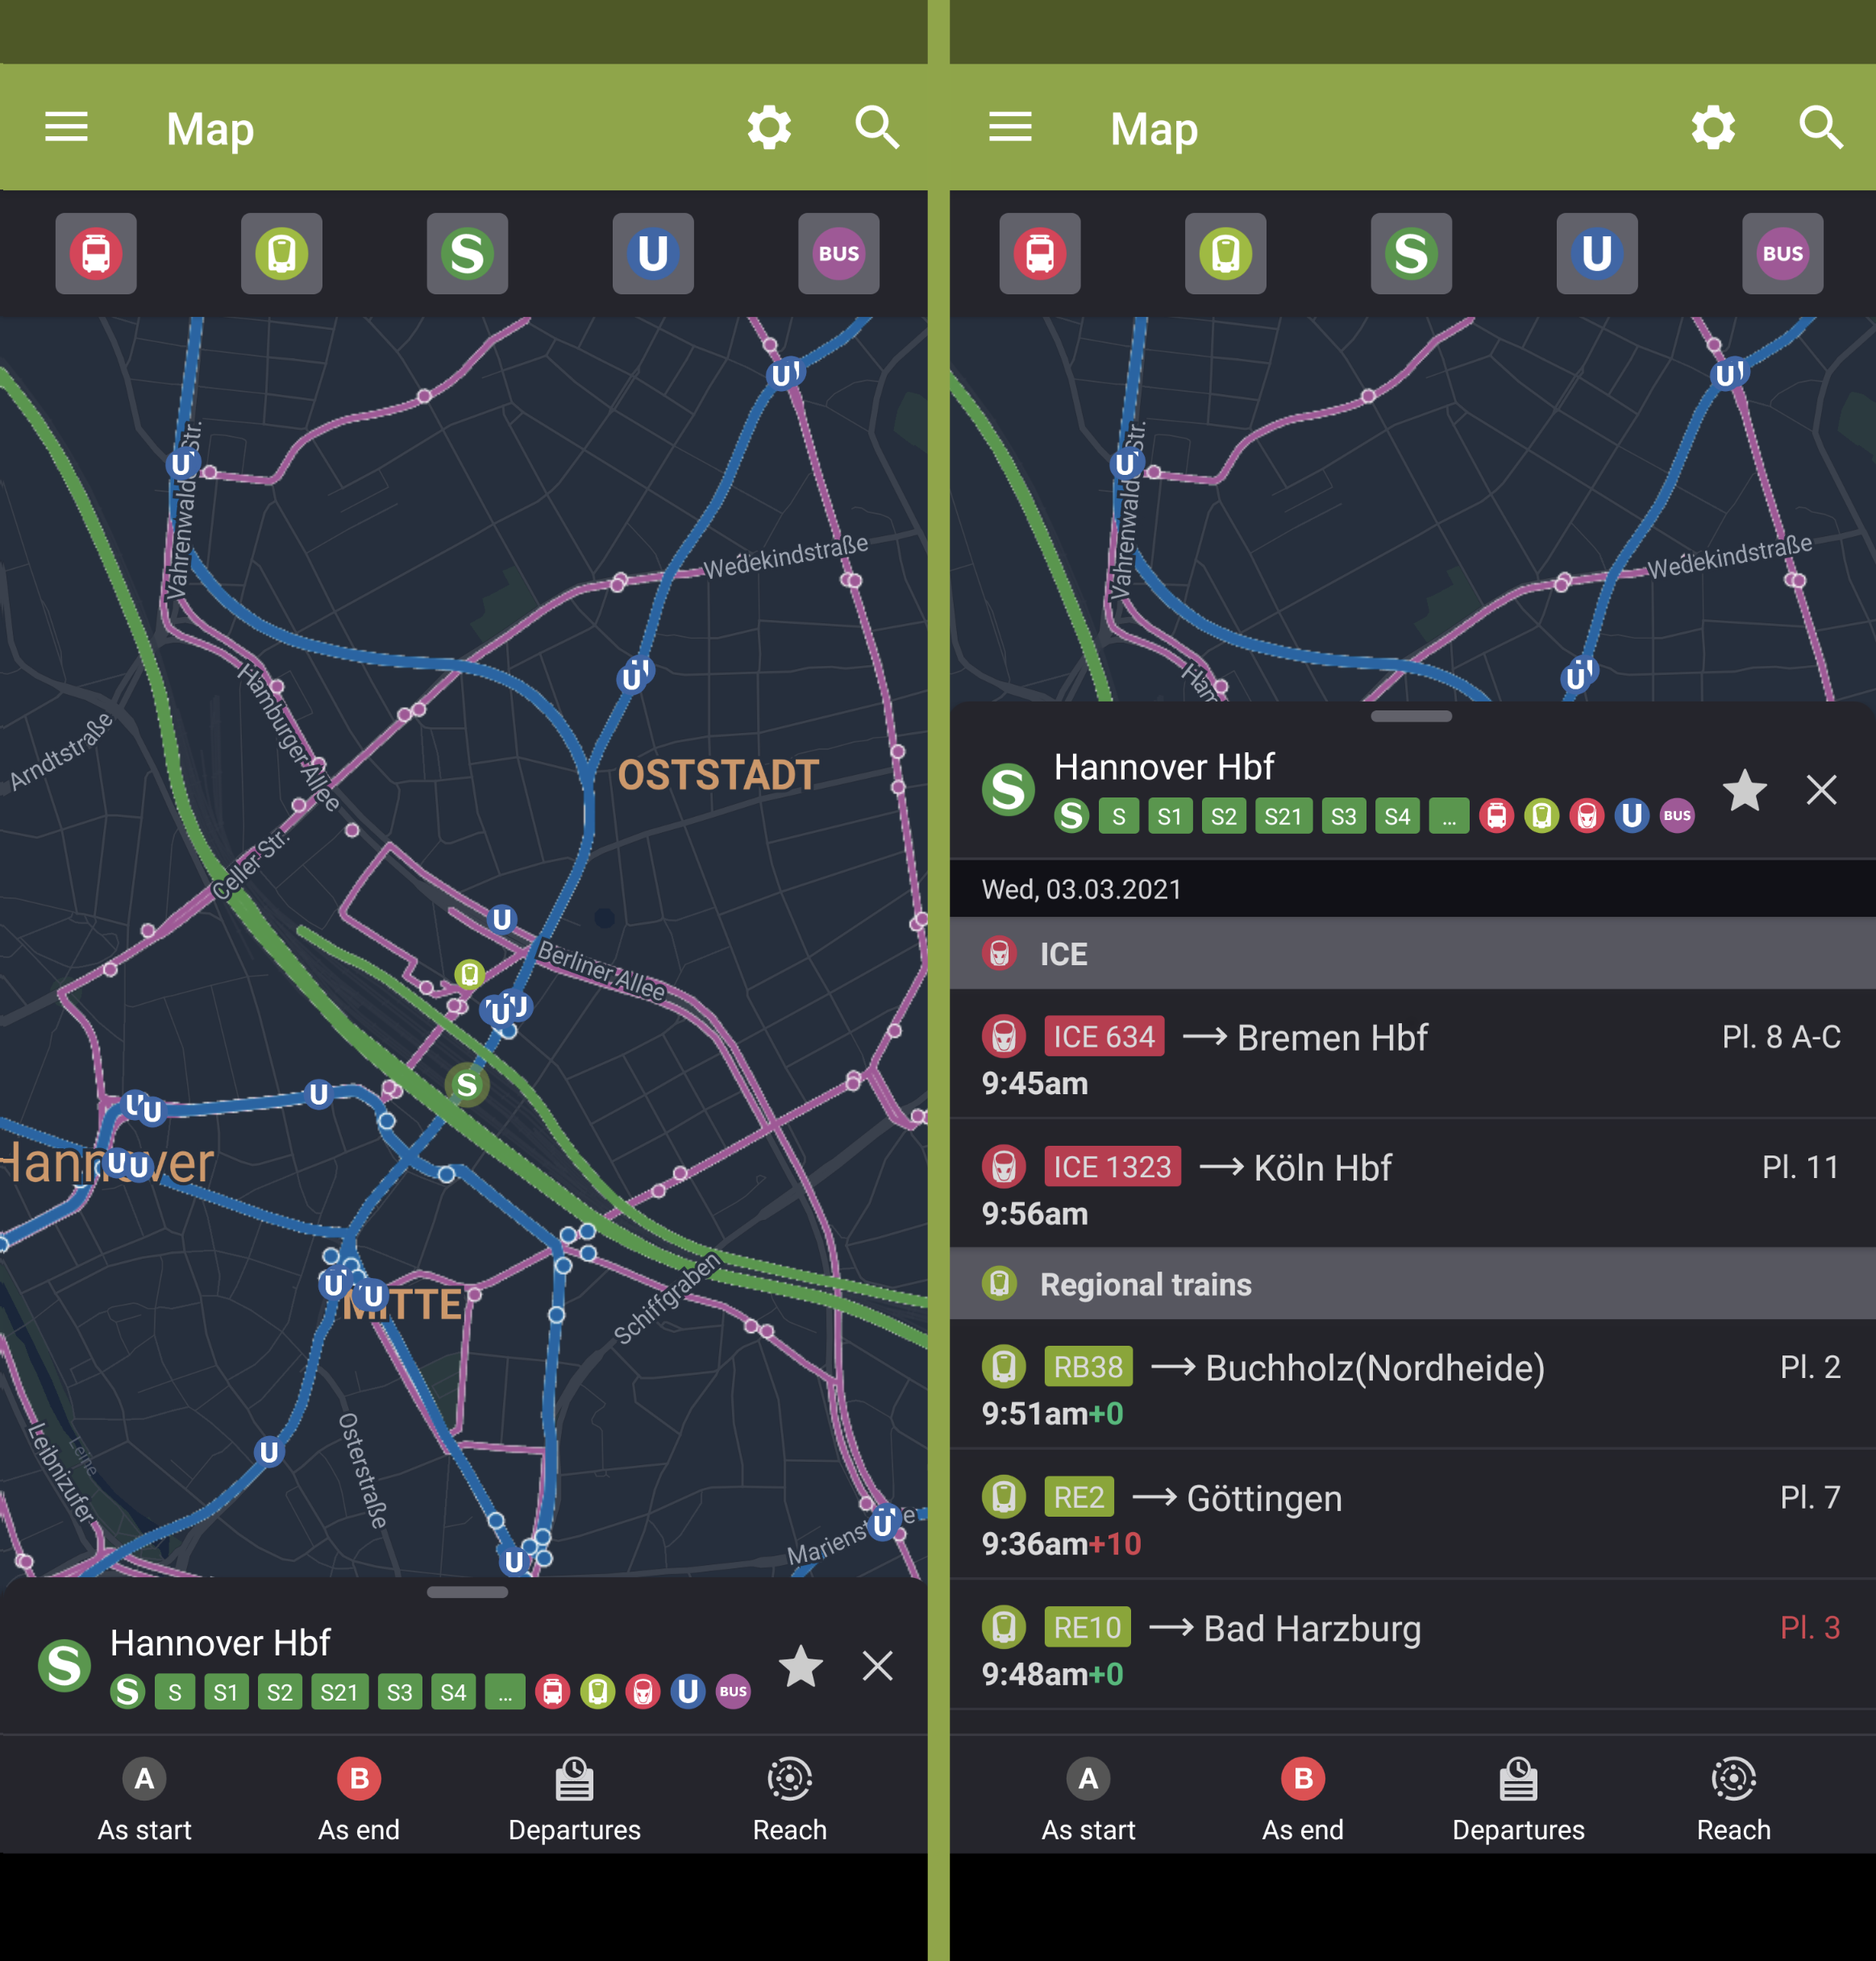 Map
S U BUS
Vahrenwald Str.
Wedekindstraße
Hamburger Allee
Arndtstraße
OSTSTADT
Celler Str.
Berliner Allee
Hannover
MITTE
Schiffgraben
Osterstraße
Leibnizufer
Leine
Hannover Hbf
S S S1 S2 S21 S3 S4 ... U BUS
A B
As start As end Departures Reach
Map
S U BUS
Vahrenwald Str.
Wedekindstraße
Ham
Hannover Hbf
S S S1 S2 S21 S3 S4 ... U BUS
Wed, 03.03.2021
ICE
ICE 634 → Bremen Hbf Pl. 8 A-C
9:45am
ICE 1323 → Köln Hbf Pl. 11
9:56am
Regional trains
RB38 → Buchholz(Nordheide) Pl. 2
9:51am+0
RE2 → Göttingen Pl. 7
9:36am+10
RE10 → Bad Harzburg Pl. 3
9:48am+0
A B
As start As end Departures Reach